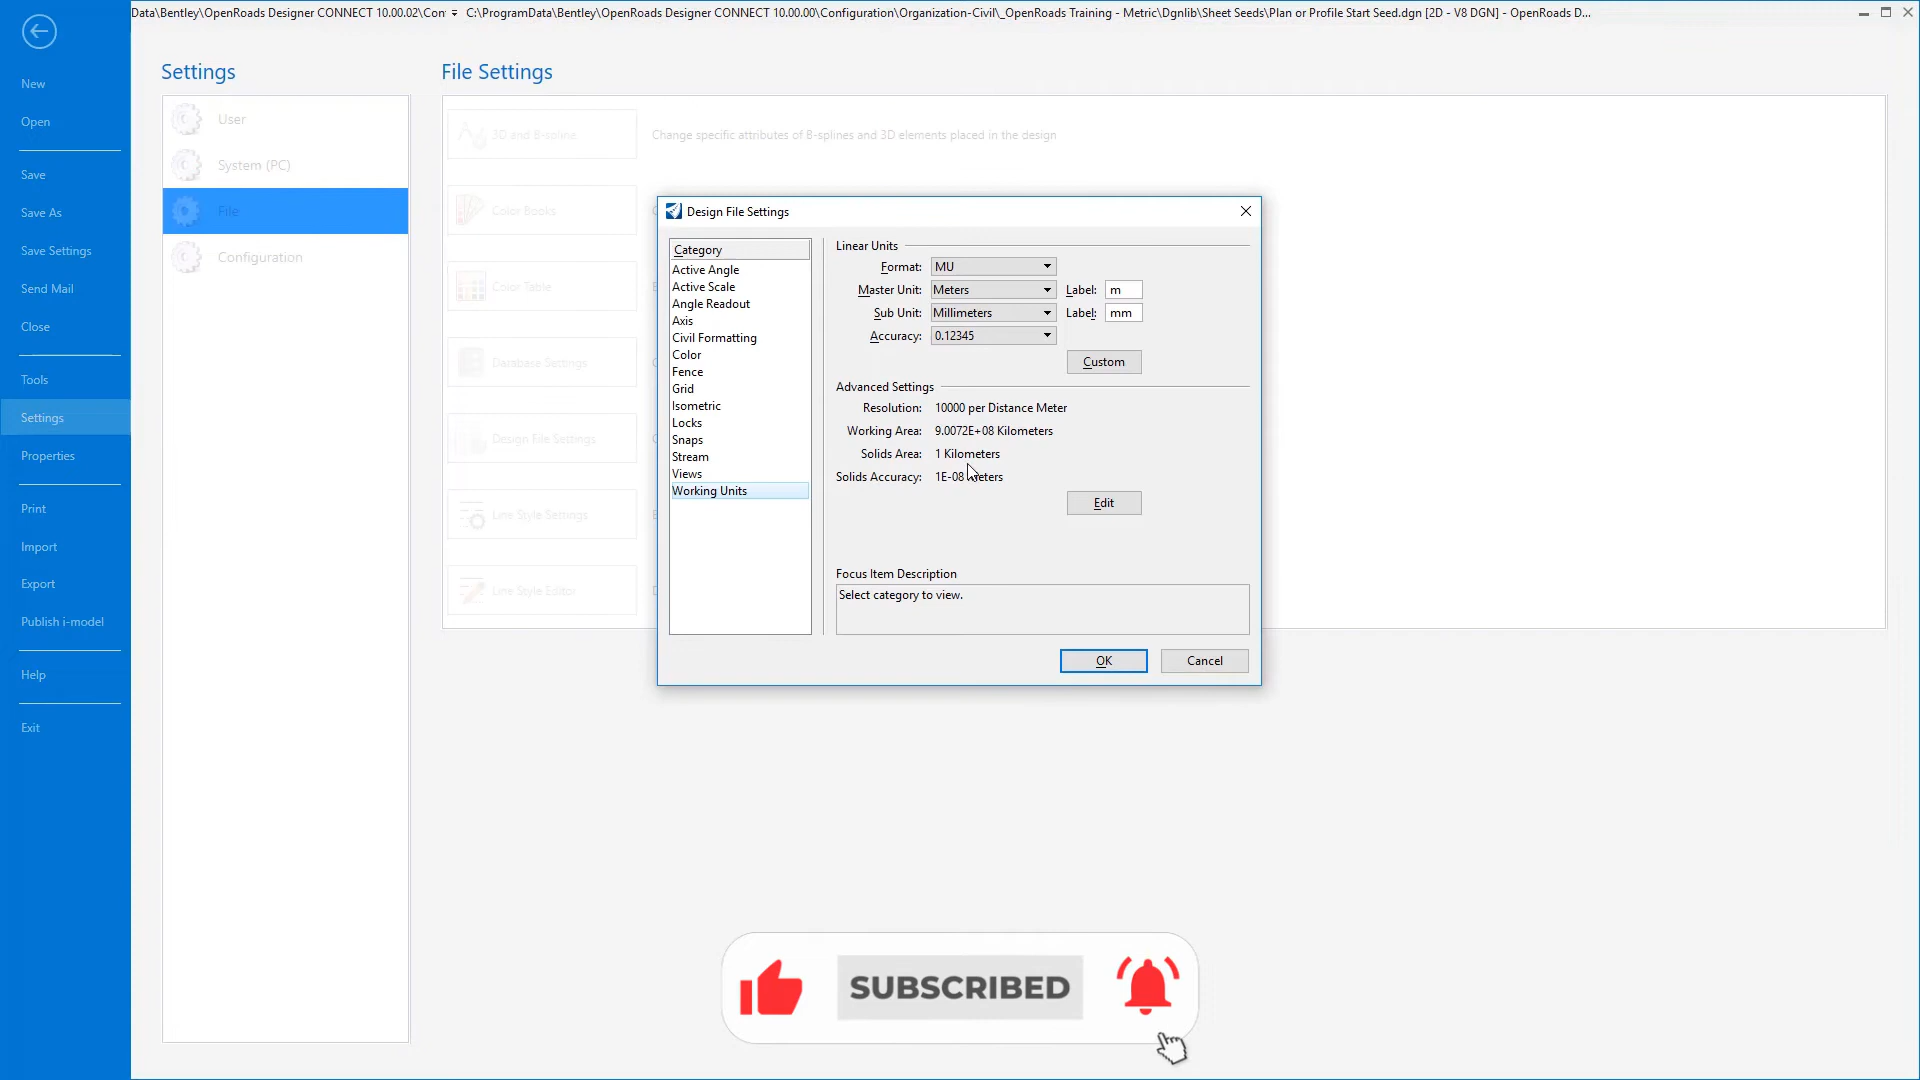 Data\Bentley\OpenRoads Designer CONNECT 10.00.02\Con C:\ProgramData\Bentley\OpenRoads Designer CONNECT 10.00.00\Configuration\Organization-Civil\_OpenRoads Training - Metric\Dgnlib\Sheet Seeds\Plan or Profile Start Seed.dgn [2D - V8 DGN] - OpenRoads D...
New
Open
Save
Save As
Save Settings
Send Mail
Close
Tools
Settings
Properties
Print
Import
Export
Publish i-model
Help
Exit
Settings
User
System (PC)
File
Configuration
File Settings
3D and B-spline Change specific attributes of B-splines and 3D elements placed in the design
Color Books
Color Table
Database Settings
Design File Settings
Line Style Settings
Line Style Editor
Design File Settings
Category
Active Angle
Active Scale
Angle Readout
Axis
Civil Formatting
Color
Fence
Grid
Isometric
Locks
Snaps
Stream
Views
Working Units
Linear Units
Format: MU
Master Unit: Meters Label: m
Sub Unit: Millimeters Label: mm
Accuracy: 0.12345
Custom
Advanced Settings
Resolution: 10000 per Distance Meter
Working Area: 9.0072E+08 Kilometers
Solids Area: 1 Kilometers
Solids Accuracy: 1E-08 Meters
Edit
Focus Item Description
Select category to view.
OK Cancel
SUBSCRIBED